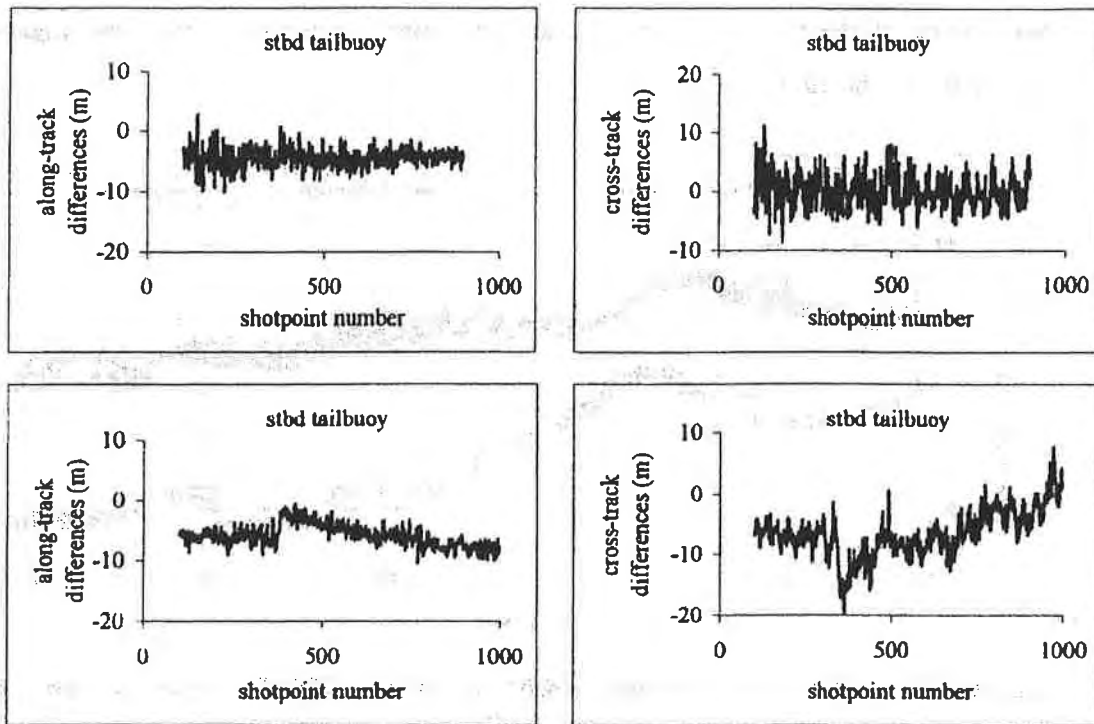 stbd tailbuoy
along-track
differences (m)
10
0
-10
-20
0
500
1000
shotpoint number
stbd tailbuoy
cross-track
differences (m)
20
10
0
-10
0
500
1000
shotpoint number
stbd tailbuoy
along-track
differences (m)
10
0
-10
-20
0
500
1000
shotpoint number
stbd tailbuoy
cross-track
differences (m)
10
0
-10
-20
0
500
1000
shotpoint number